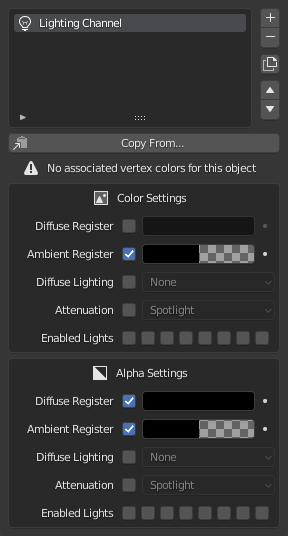 Lighting Channel
Copy From...
No associated vertex colors for this object
Color Settings
Diffuse Register
Ambient Register
Diffuse Lighting None
Attenuation Spotlight
Enabled Lights
Alpha Settings
Diffuse Register
Ambient Register
Diffuse Lighting None
Attenuation Spotlight
Enabled Lights